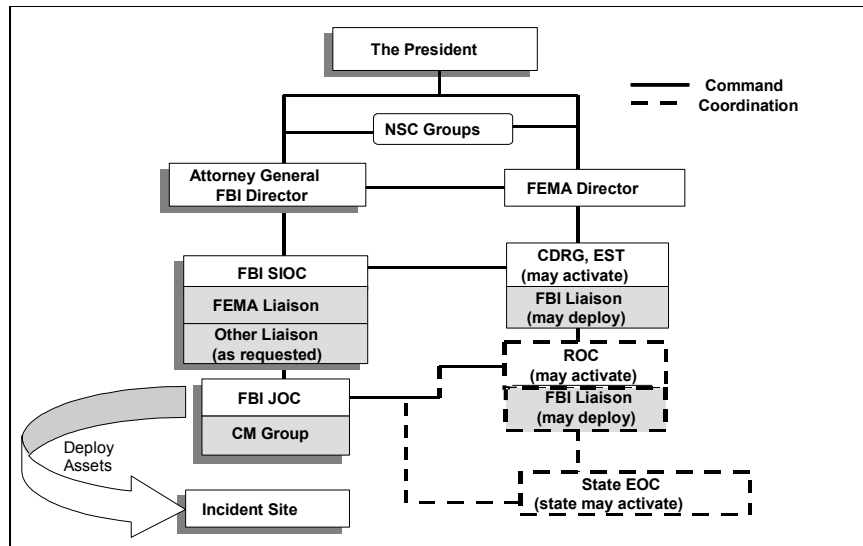 The President
Command
Coordination
NSC Groups
Attorney General
FBI Director
FEMA Director
FBI SIOC
FEMA Liaison
Other Liaison
(as requested)
CDRG, EST
(may activate)
FBI Liaison
(may deploy)
ROC
(may activate)
FBI Liaison
(may deploy)
FBI JOC
CM Group
Deploy
Assets
Incident Site
State EOC
(state may activate)